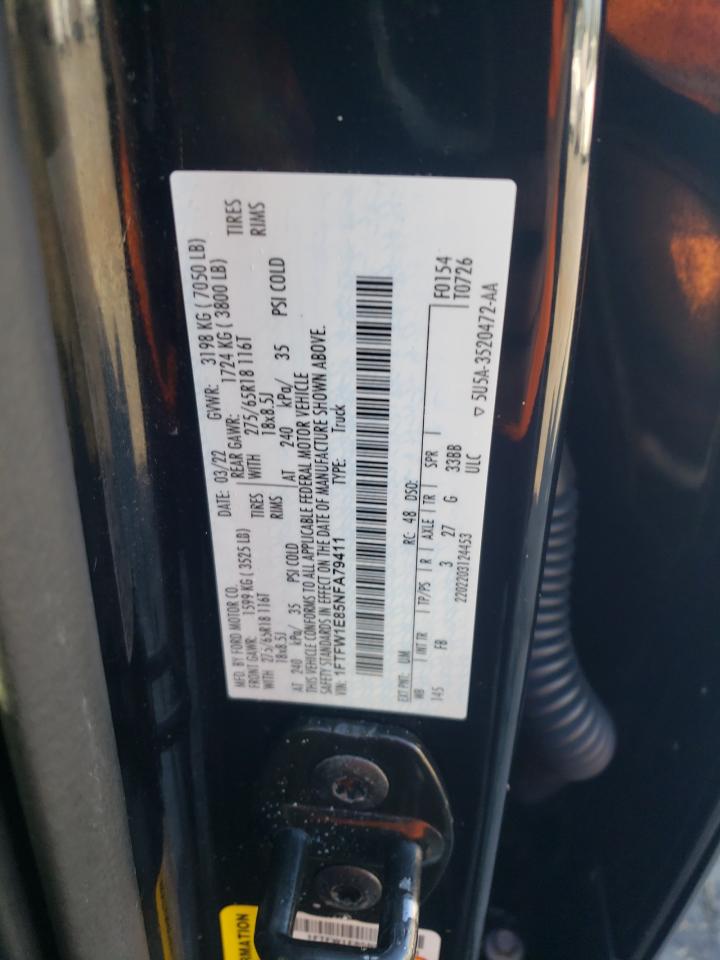 MFD. BY FORD MOTOR CO.
DATE: 03/22 GVWR: 3198 KG ( 7050 LB)
FRONT GAWR: 1599 KG ( 3525 LB) REAR GAWR: 1724 KG ( 3800 LB)
WITH 275/65R18 116T TIRES WITH 275/65R18 116T TIRES
18x8.5J RIMS 18x8.5J RIMS
AT 240 kPa/ 35 PSI COLD AT 240 kPa/ 35 PSI COLD
THIS VEHICLE CONFORMS TO ALL APPLICABLE FEDERAL MOTOR VEHICLE
SAFETY STANDARDS IN EFFECT ON THE DATE OF MANUFACTURE SHOWN ABOVE.
VIN: 1FTFW1E85NFA79411 TYPE: Truck
EXT PNT: UM RC: 48 DSO: F0154
WB INT TR TP/PS R AXLE TR SPR T0726
145 FB 3 27 G 33BB
2202203124453 ULC ▽ 5U5A-3520472-AA